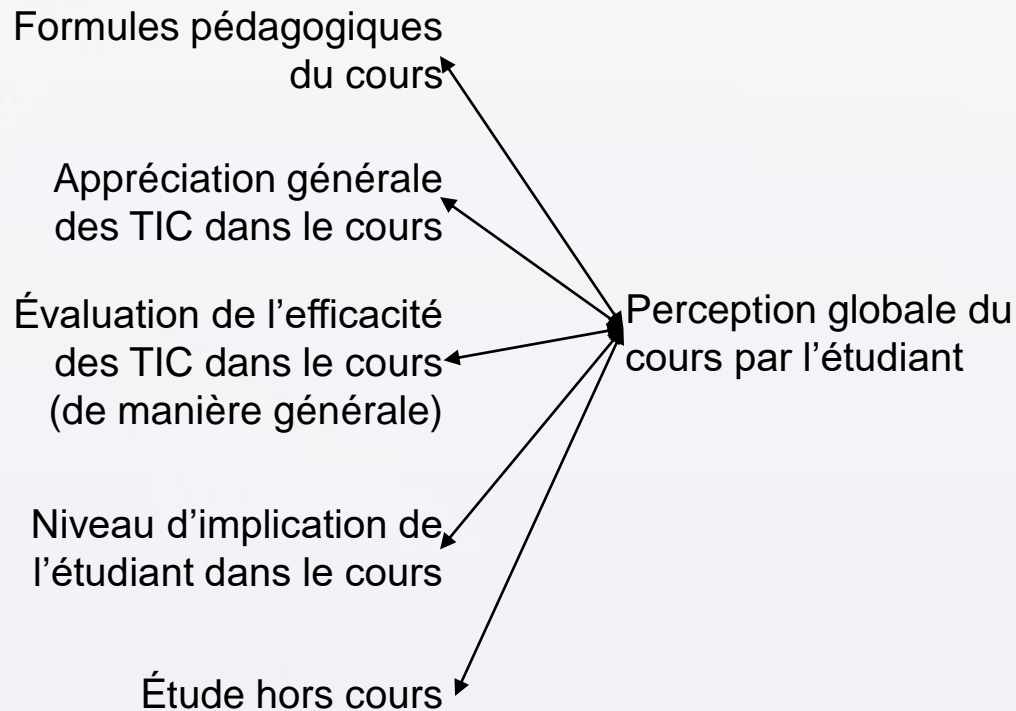 Formules pédagogiques
du cours
Appréciation générale
des TIC dans le cours
Évaluation de l’efficacité
des TIC dans le cours
(de manière générale)
Niveau d’implication de
l’étudiant dans le cours
Étude hors cours
Perception globale du
cours par l’étudiant